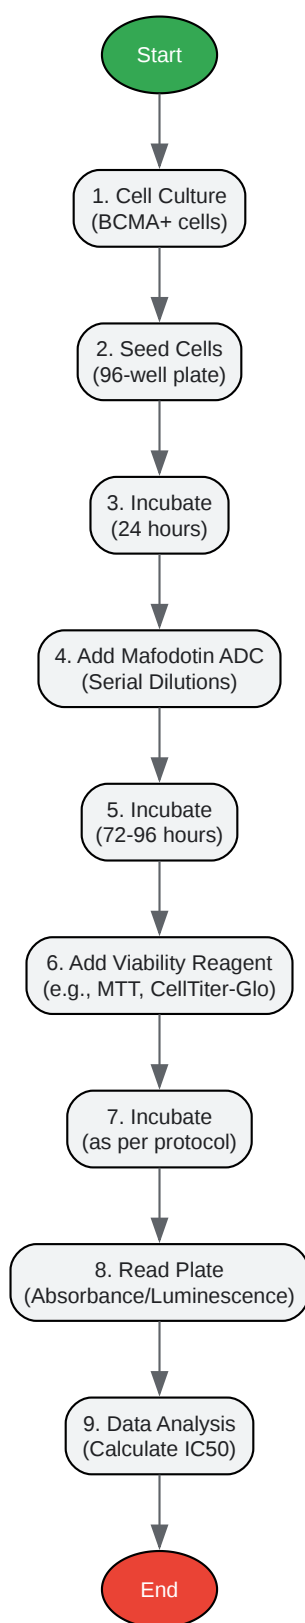 Start
1. Cell Culture
(BCMA+ cells)
2. Seed Cells
(96-well plate)
3. Incubate
(24 hours)
4. Add Mafodotin ADC
(Serial Dilutions)
5. Incubate
(72-96 hours)
6. Add Viability Reagent
(e.g., MTT, CellTiter-Glo)
7. Incubate
(as per protocol)
8. Read Plate
(Absorbance/Luminescence)
9. Data Analysis
(Calculate IC50)
End